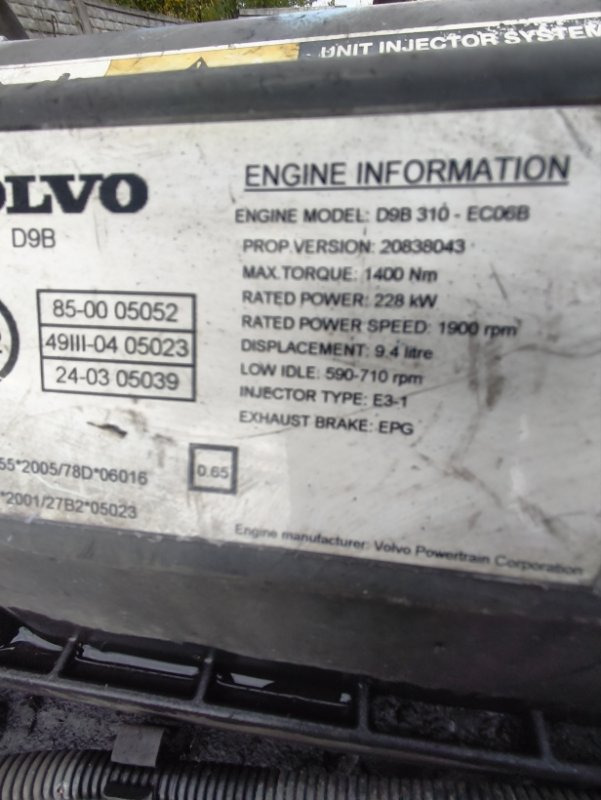 UNIT INJECTOR SYSTEM
VOLVO
D9B
85-00 05052
49III-04 05023
24-03 05039
55*2005/78D*06016
*2001/27B2*05023
0.65
ENGINE INFORMATION
ENGINE MODEL: D9B 310 - EC06B
PROP.VERSION: 20838043
MAX.TORQUE: 1400 Nm
RATED POWER: 228 kW
RATED POWER SPEED: 1900 rpm
DISPLACEMENT: 9.4 litre
LOW IDLE: 590-710 rpm
INJECTOR TYPE: E3-1
EXHAUST BRAKE: EPG
Engine manufacturer: Volvo Powertrain Corporation